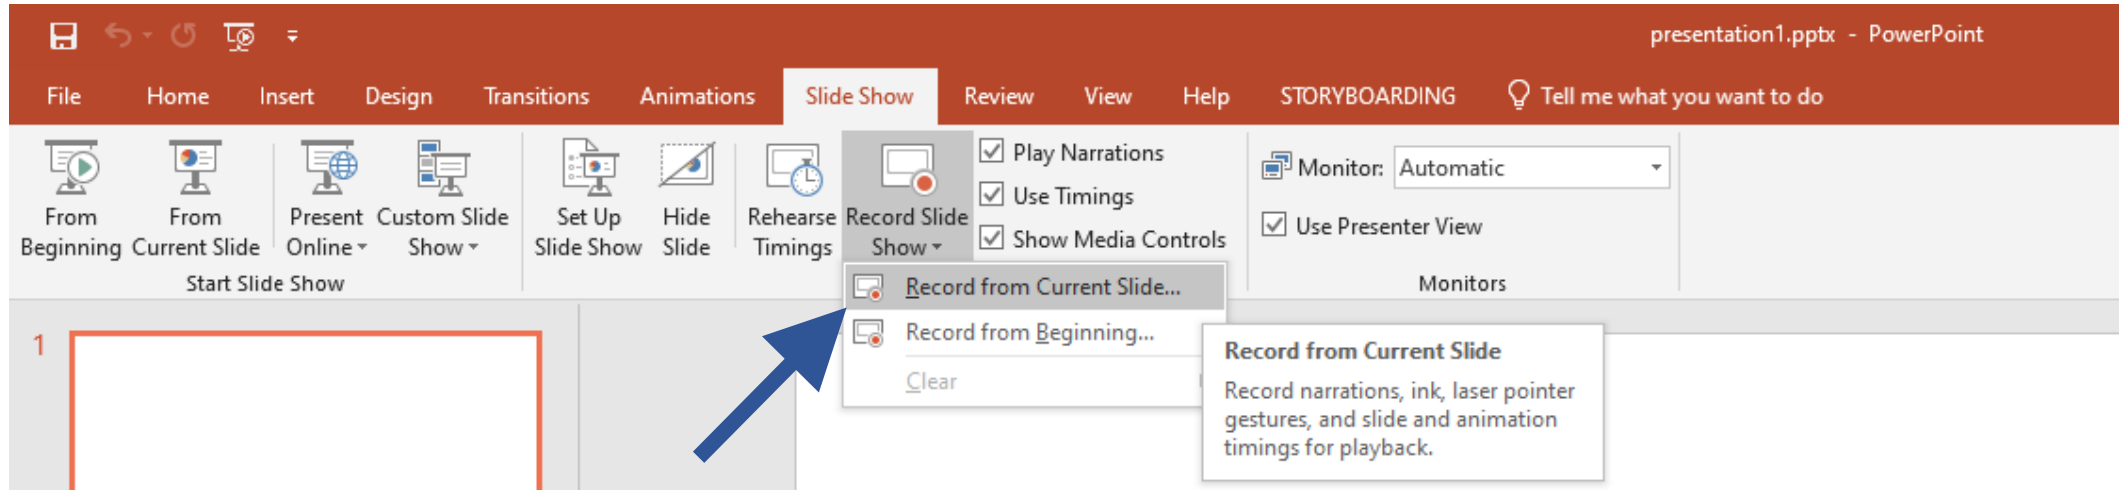 presentation1.pptx - PowerPoint
File Home Insert Design Transitions Animations Slide Show Review View Help STORYBOARDING Tell me what you want to do
From Beginning
From Current Slide
Present Online
Custom Slide Show
Start Slide Show
Set Up Slide Show
Hide Slide
Rehearse Timings
Record Slide Show
Play Narrations
Use Timings
Show Media Controls
Monitor: Automatic
Use Presenter View
Monitors
Record from Current Slide...
Record from Beginning...
Clear
Record from Current Slide
Record narrations, ink, laser pointer
gestures, and slide and animation
timings for playback.
1